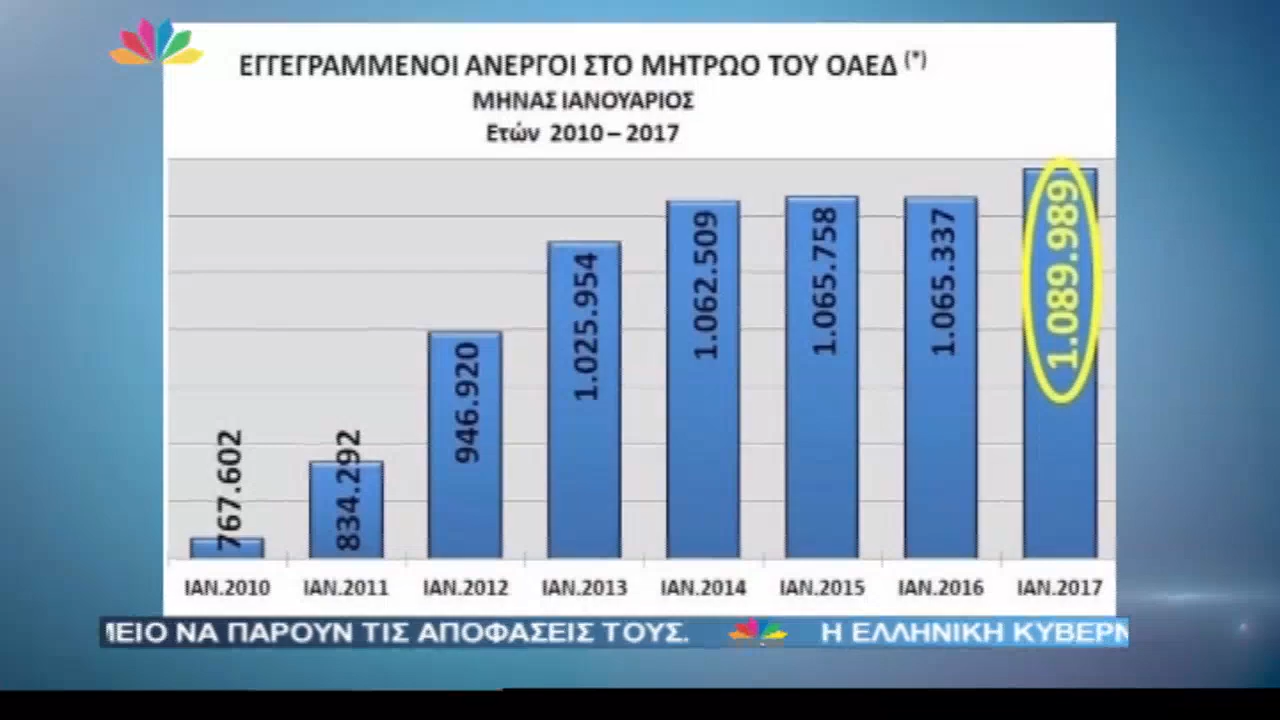 ΕΓΓΕΓΡΑΜΜΕΝΟΙ ΑΝΕΡΓΟΙ ΣΤΟ ΜΗΤΡΩΟ ΤΟΥ ΟΑΕΔ (*)
ΜΗΝΑΣ ΙΑΝΟΥΑΡΙΟΣ
Ετών 2010 – 2017
767.602
834.292
946.920
1.025.954
1.062.509
1.065.758
1.065.337
1.089.989
ΙΑΝ.2010 ΙΑΝ.2011 ΙΑΝ.2012 ΙΑΝ.2013 ΙΑΝ.2014 ΙΑΝ.2015 ΙΑΝ.2016 ΙΑΝ.2017
ΜΕΙΟ ΝΑ ΠΑΡΟΥΝ ΤΙΣ ΑΠΟΦΑΣΕΙΣ ΤΟΥΣ. Η ΕΛΛΗΝΙΚΗ ΚΥΒΕΡΝ